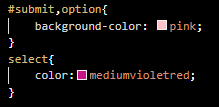 #submit,option{
background-color: pink;
}
select{
color: mediumvioletred;
}